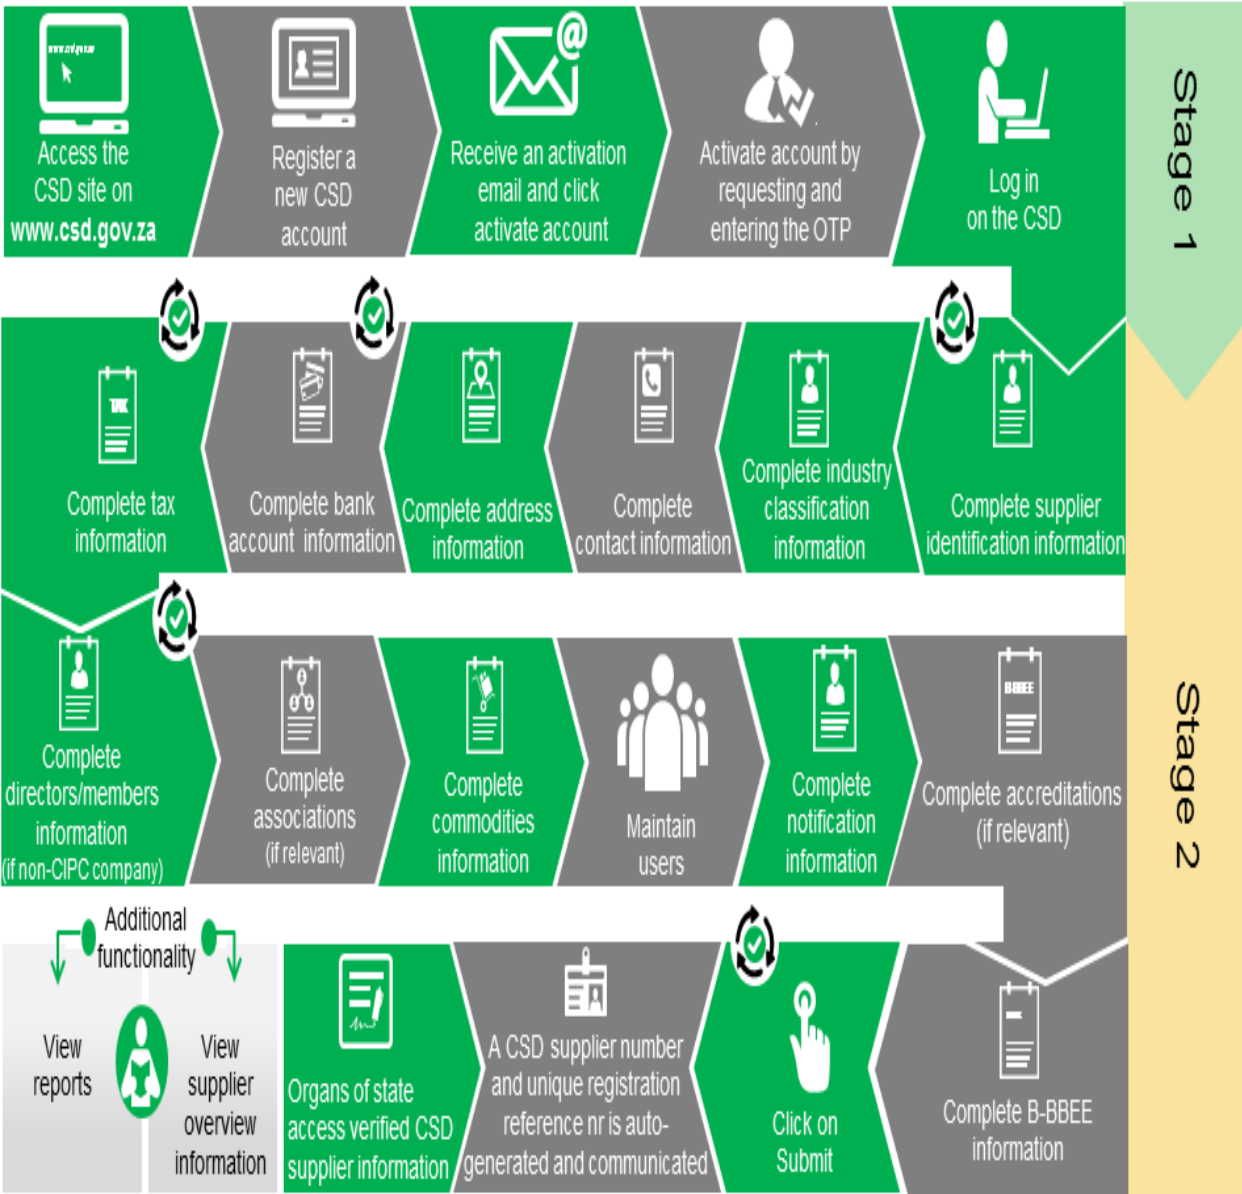 www.csd.gov.za
Access the
CSD site on
www.csd.gov.za
Register a
new CSD
account
@
Receive an activation
email and click
activate account
Activate account by
requesting and
entering the OTP
Log in
on the CSD
Stage 1
Complete supplier
identification information
Complete industry
classification
information
Complete
contact information
Complete address
information
Complete bank
account information
TAX
Complete tax
information
Stage 2
Complete
directors/members
information
(if non-CIPC company)
Complete
associations
(if relevant)
Complete
commodities
information
Maintain
users
Complete
notification
information
B-BBEE
Complete accreditations
(if relevant)
Complete B-BBEE
information
Click on
Submit
A CSD supplier number
and unique registration
reference nr is auto-
generated and communicated
Organs of state
access verified CSD
supplier information
Additional
functionality
View
reports
View
supplier
overview
information